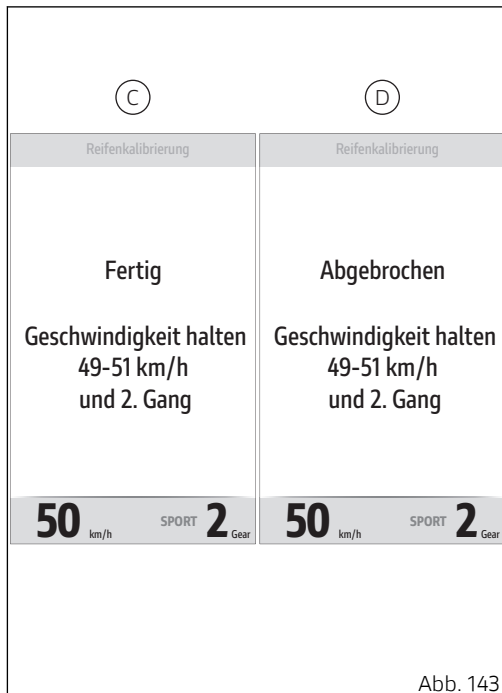 C
Reifenkalibrierung
Fertig
Geschwindigkeit halten
49-51 km/h
und 2. Gang
50 km/h SPORT 2 Gear
D
Reifenkalibrierung
Abgebrochen
Geschwindigkeit halten
49-51 km/h
und 2. Gang
50 km/h SPORT 2 Gear
Abb. 143